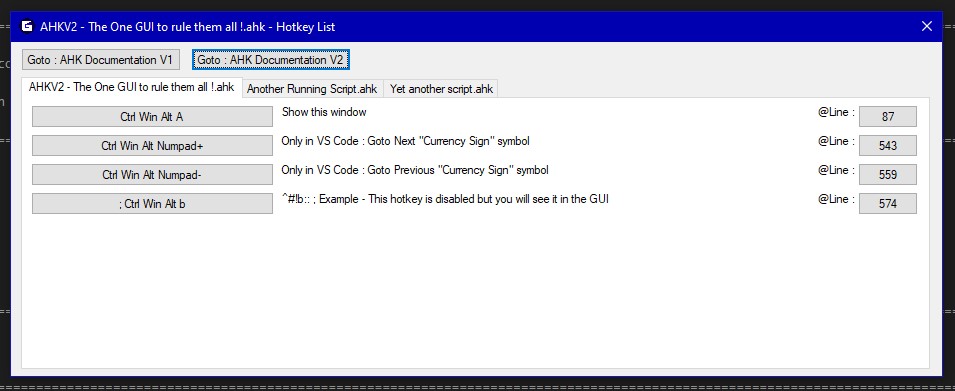 AHKV2 - The One GUI to rule them all !.ahk - Hotkey List
Goto : AHK Documentation V1 Goto : AHK Documentation V2
AHKV2 - The One GUI to rule them all !.ahk Another Running Script.ahk Yet another script.ahk
Ctrl Win Alt A Show this window @Line : 87
Ctrl Win Alt Numpad+ Only in VS Code : Goto Next "Currency Sign" symbol @Line : 543
Ctrl Win Alt Numpad- Only in VS Code : Goto Previous "Currency Sign" symbol @Line : 559
; Ctrl Win Alt b ^#!b:: ; Example - This hotkey is disabled but you will see it in the GUI @Line : 574